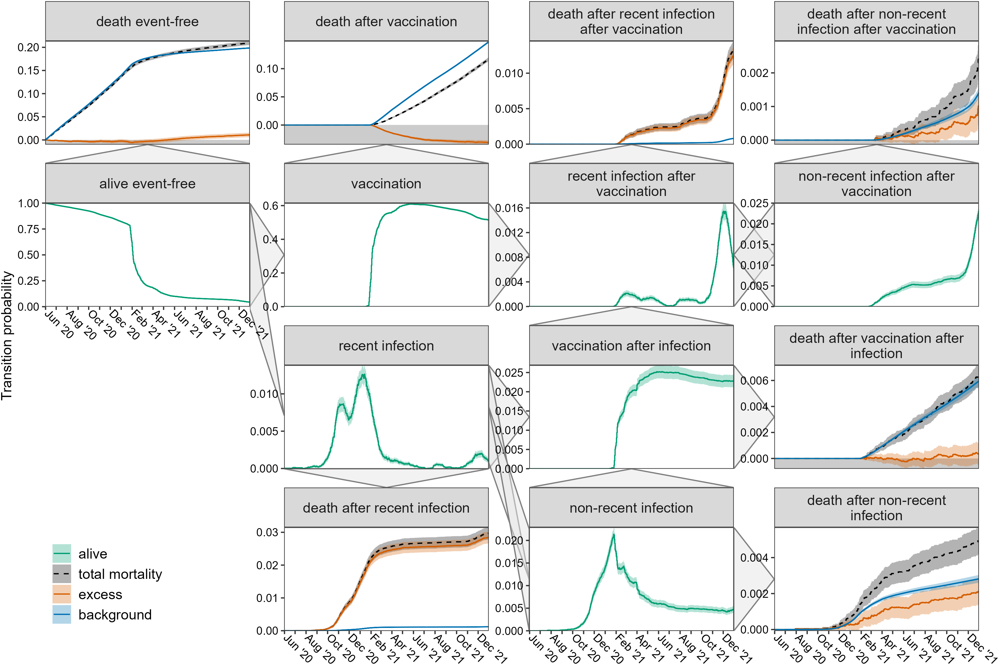 death event-free
death after vaccination
death after recent infection
after vaccination
death after non-recent
infection after vaccination
0.20
0.15
0.10
0.05
0.00
0.10
0.05
0.00
0.010
0.005
0.000
0.002
0.001
0.000
alive event-free
vaccination
recent infection after
vaccination
non-recent infection after
vaccination
1.00
0.75
0.50
0.25
0.00
0.6
0.4
0.2
0.0
0.016
0.012
0.008
0.004
0.000
0.025
0.020
0.015
0.010
0.005
0.000
Jun '20
Aug '20
Oct '20
Dec '20
Feb '21
Apr '21
Jun '21
Aug '21
Oct '21
Dec '21
Transition probability
recent infection
vaccination after infection
death after vaccination after
infection
0.010
0.005
0.000
0.025
0.020
0.015
0.010
0.005
0.000
0.006
0.004
0.002
0.000
death after recent infection
non-recent infection
death after non-recent
infection
0.03
0.02
0.01
0.00
0.020
0.015
0.010
0.005
0.000
0.004
0.002
0.000
alive
total mortality
excess
background
Jun '20
Aug '20
Oct '20
Dec '20
Feb '21
Apr '21
Jun '21
Aug '21
Oct '21
Dec '21
Jun '20
Aug '20
Oct '20
Dec '20
Feb '21
Apr '21
Jun '21
Aug '21
Oct '21
Dec '21
Jun '20
Aug '20
Oct '20
Dec '20
Feb '21
Apr '21
Jun '21
Aug '21
Oct '21
Dec '21